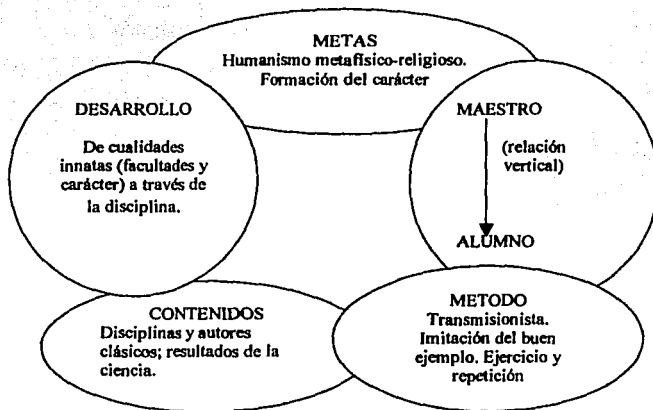 METAS
Humanismo metafísico-religioso.
Formación del carácter
DESARROLLO
De cualidades
innatas (facultades y
carácter) a través de
la disciplina.
MAESTRO
(relación
vertical)
ALUMNO
CONTENIDOS
Disciplinas y autores
clásicos; resultados de la
ciencia.
METODO
Transmisionista.
Imitación del buen
ejemplo. Ejercicio y
repetición